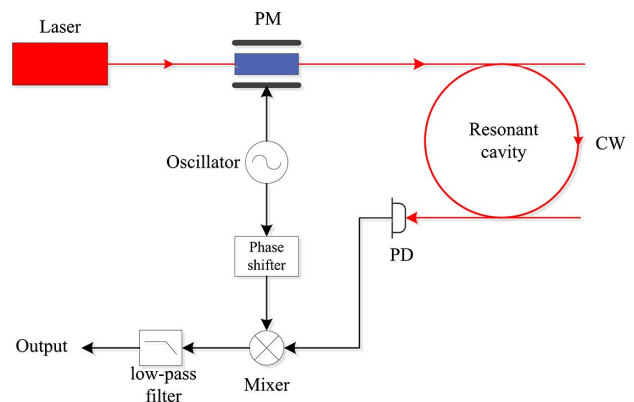 Laser
PM
Resonant
cavity
CW
Oscillator
PD
Phase
shifter
Output
low-pass
filter
Mixer